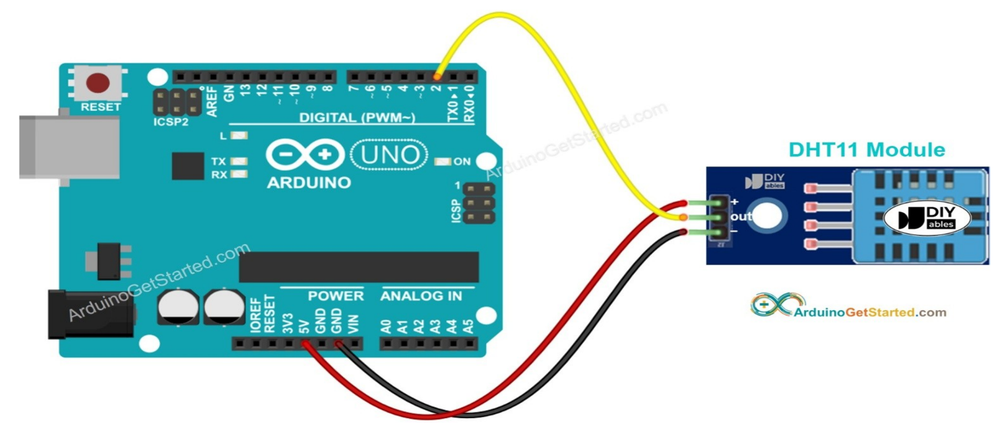 RESET
ICSP2
AREF
GN
13
12
~11
~10
~9
8
7
~6
~5
4
~3
2
TX0▸1
RX0◂0
DIGITAL (PWM~)
L
TX
RX
UNO
ON
ARDUINO
1
ICSP
ArduinoGetStarted.com
DHT11 Module
DIY
ables
+
out
−
DIY
ables
ArduinoGetStarted.com
POWER
ANALOG IN
IOREF
RESET
3V3
5V
GND
GND
VIN
A0
A1
A2
A3
A4
A5
ArduinoGetStarted.com